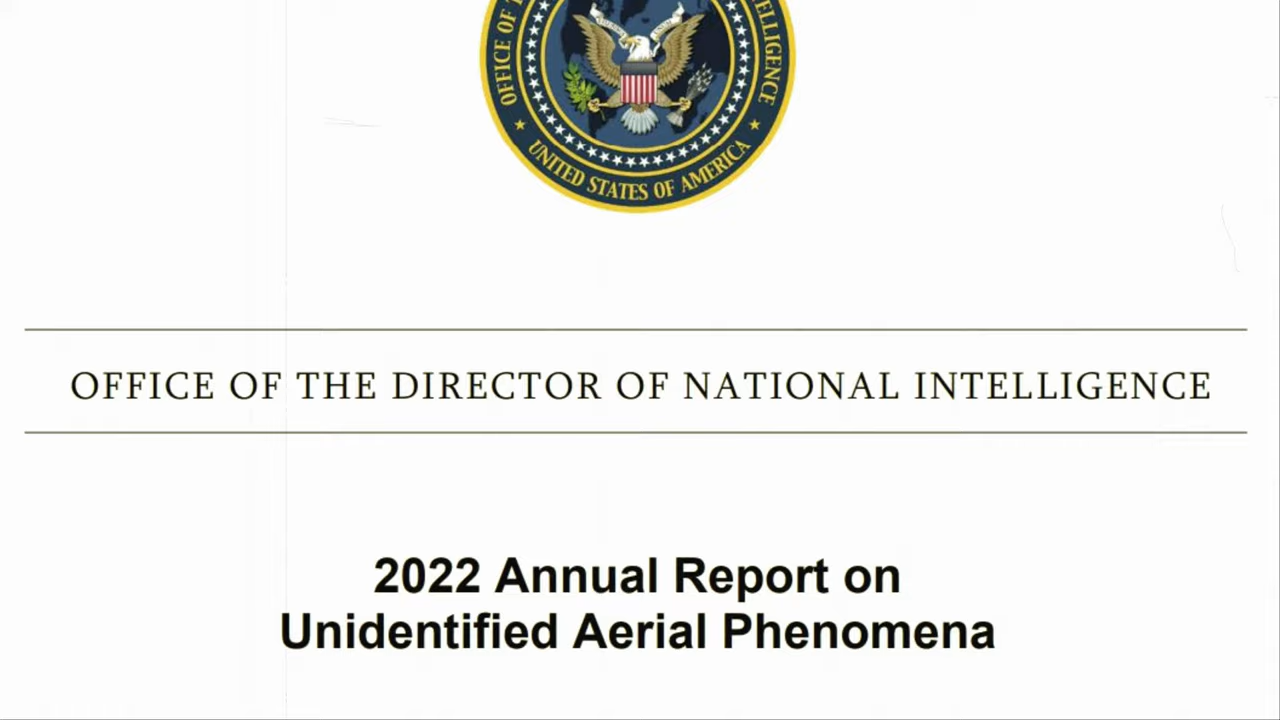 OFFICE OF T
TELLIGENCE
UNITED STATES OF AMERICA
OFFICE OF THE DIRECTOR OF NATIONAL INTELLIGENCE
2022 Annual Report on
Unidentified Aerial Phenomena